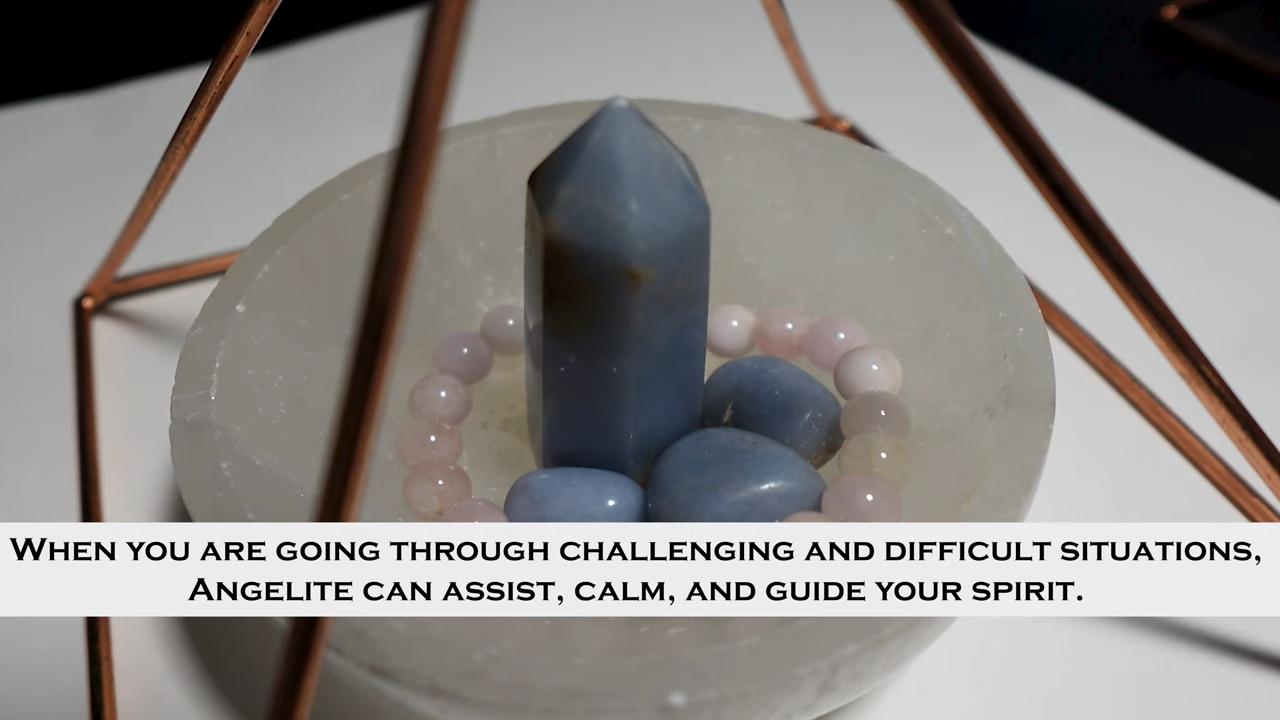 When you are going through challenging and difficult situations,
Angelite can assist, calm, and guide your spirit.